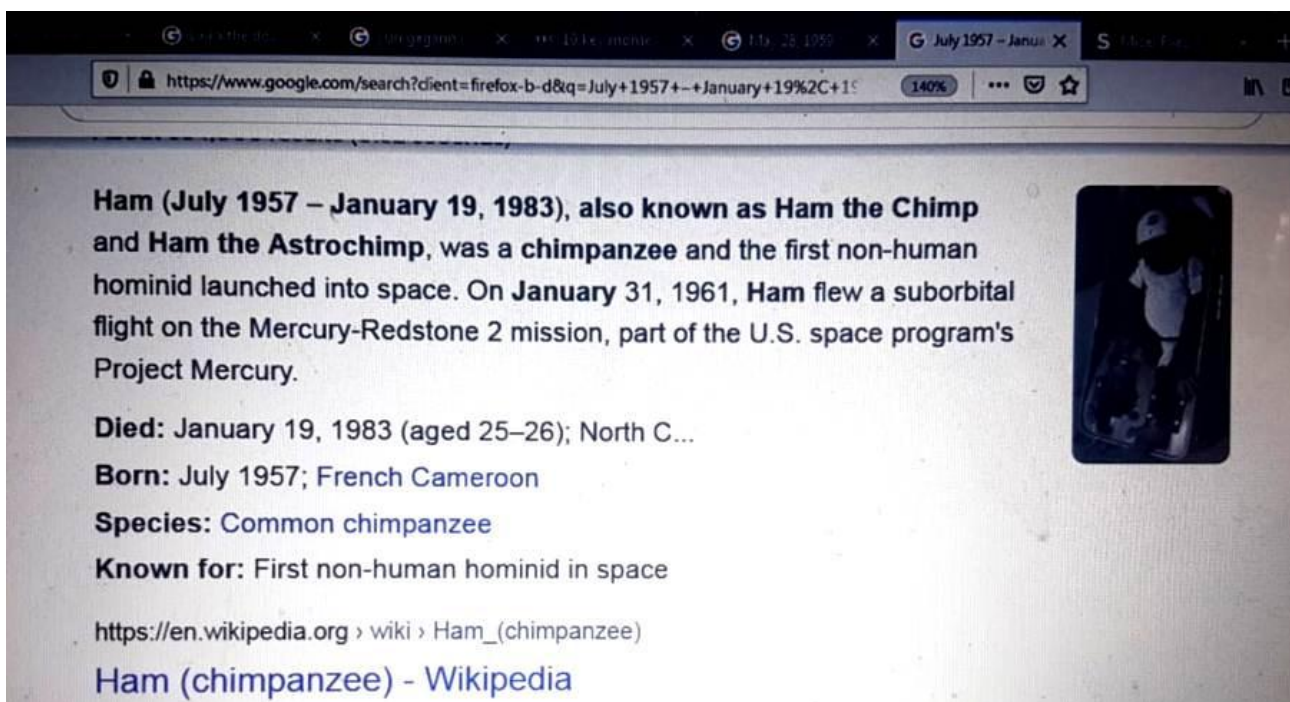 July 1957 – Janua
https://www.google.com/search?client=firefox-b-d&q=July+1957+-+January+19%2C+19
140%
Ham (July 1957 – January 19, 1983), also known as Ham the Chimp
and Ham the Astrochimp, was a chimpanzee and the first non-human
hominid launched into space. On January 31, 1961, Ham flew a suborbital
flight on the Mercury-Redstone 2 mission, part of the U.S. space program's
Project Mercury.
Died: January 19, 1983 (aged 25–26); North C...
Born: July 1957; French Cameroon
Species: Common chimpanzee
Known for: First non-human hominid in space
https://en.wikipedia.org › wiki › Ham_(chimpanzee)
Ham (chimpanzee) - Wikipedia